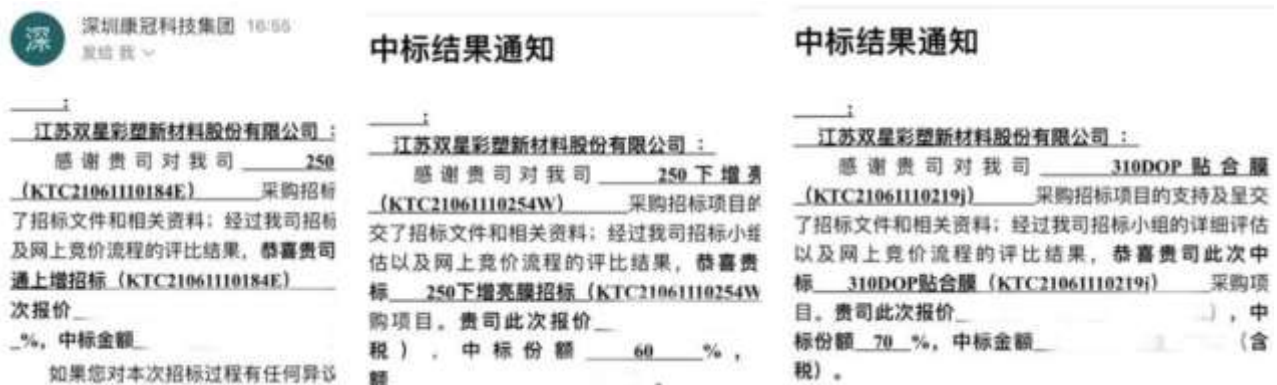 深
深圳康冠科技集团 16:55
发给 我
:
江苏双星彩塑新材料股份有限公司 :
感谢贵司对我司 250
(KTC21061110184E) 采购招标
了招标文件和相关资料; 经过我司招标
及网上竞价流程的评比结果, 恭喜贵司
通上增招标 (KTC21061110184E)
次报价
_%, 中标金额
如果您对本次招标过程有任何异议
中标结果通知
:
江苏双星彩塑新材料股份有限公司 :
感谢贵司对我司 250 下增亮
(KTC21061110254W) 采购招标项目的
交了招标文件和相关资料; 经过我司招标小组
估以及网上竞价流程的评比结果, 恭喜贵
标 250下增亮膜招标 (KTC21061110254W
购项目。贵司此次报价
税), 中标份额 60 %,
额 。
中标结果通知
:
江苏双星彩塑新材料股份有限公司 :
感谢贵司对我司 310DOP 贴合膜
(KTC21061110219j) 采购招标项目的支持及呈交
了招标文件和相关资料; 经过我司招标小组的详细评估
以及网上竞价流程的评比结果, 恭喜贵司此次中
标 310DOP贴合膜 (KTC21061110219j) 采购项
目。贵司此次报价 ), 中
标份额 70 %, 中标金额 (含
税)。